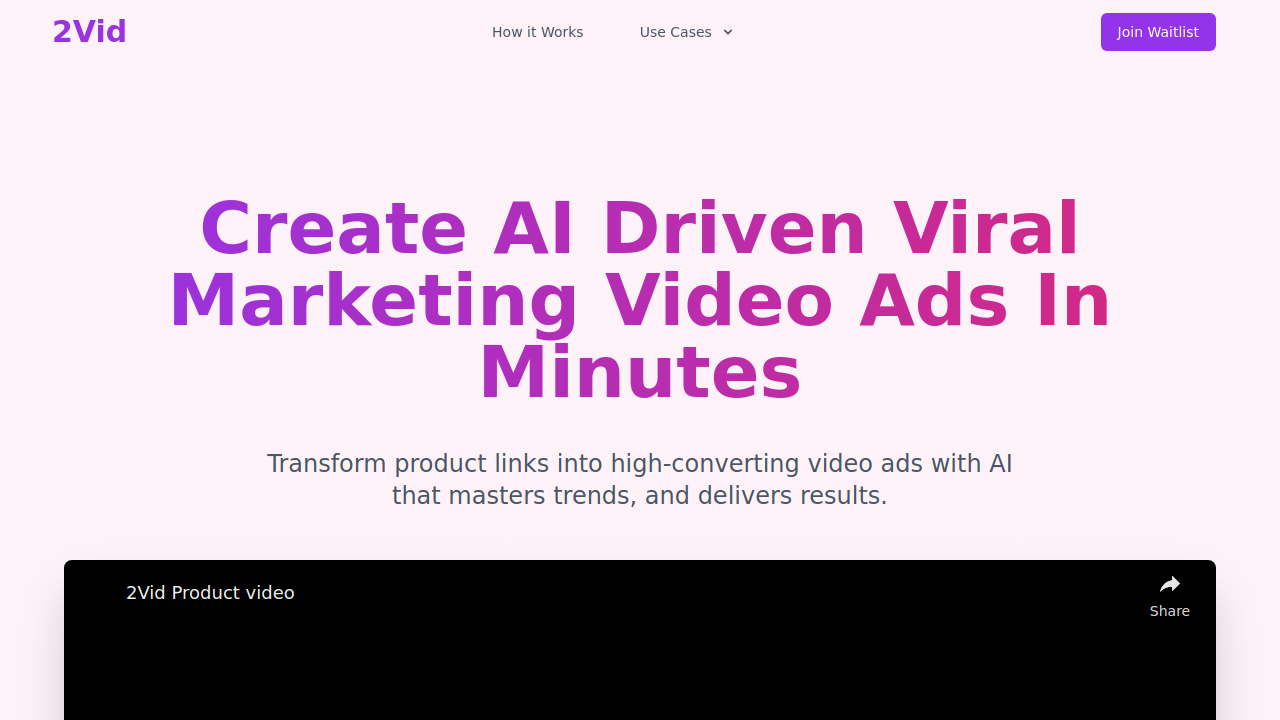 2Vid
How it Works
Use Cases
Join Waitlist
Create AI Driven Viral
Marketing Video Ads In
Minutes
Transform product links into high-converting video ads with AI
that masters trends, and delivers results.
2Vid Product video
Share